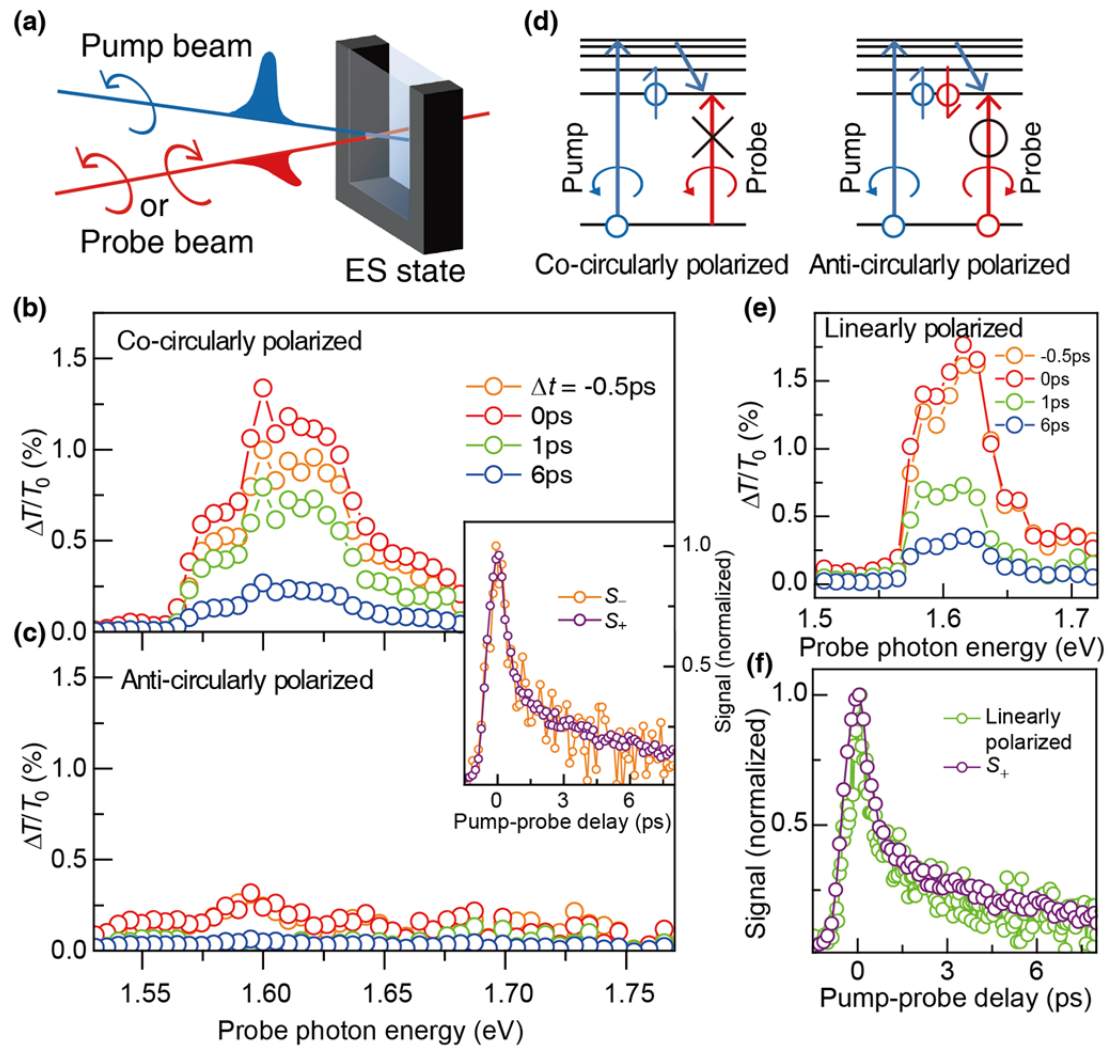 (a)
Pump beam
or
Probe beam
ES state
(d)
Pump
Probe
Pump
Probe
Co-circularly polarized
Anti-circularly polarized
(b)
Co-circularly polarized
Δt = -0.5ps
0ps
1ps
6ps
1.5
1.0
0.5
0.0
ΔT/T0 (%)
(c)
Anti-circularly polarized
1.5
1.0
0.5
0.0
ΔT/T0 (%)
1.55
1.60
1.65
1.70
1.75
Probe photon energy (eV)
S−
S+
1.0
0.5
Signal (normalized)
0
3
6
Pump-probe delay (ps)
(e)
Linearly polarized
-0.5ps
0ps
1ps
6ps
1.5
1.0
0.5
0.0
ΔT/T0 (%)
1.5
1.6
1.7
Probe photon energy (eV)
(f)
Linearly
polarized
S+
1.0
0.5
Signal (normalized)
0
3
6
Pump-probe delay (ps)